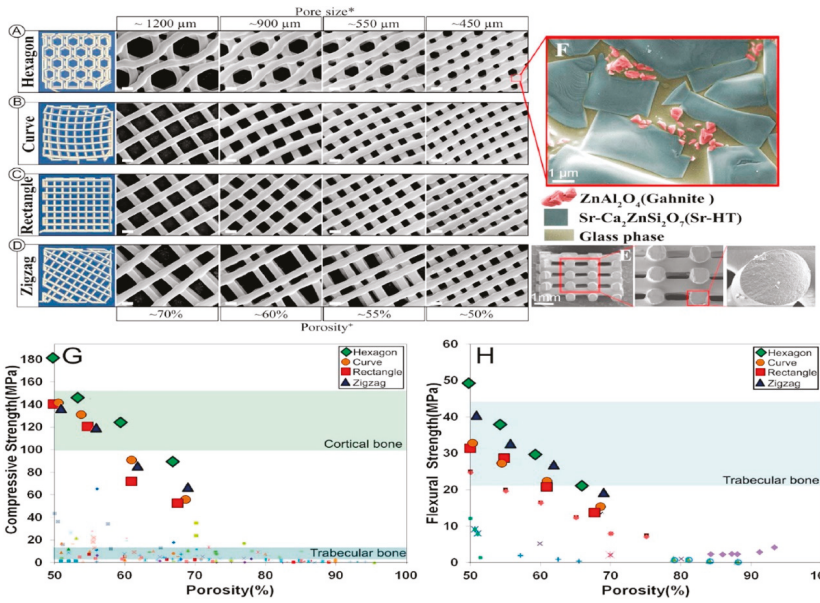 Pore size*
~ 1200 µm ~900 µm ~550 µm ~450 µm
A Hexagon
B Curve
C Rectangle
D Zigzag
~70% ~60% ~55% ~50%
Porosity+
F
1 µm
ZnAl2O4(Gahnite )
Sr-Ca2ZnSi2O7(Sr-HT)
Glass phase
E
1mm
G
Hexagon
Curve
Rectangle
Zigzag
Cortical bone
Trabecular bone
Compressive Strength(MPa)
180
160
140
120
100
80
60
40
20
0
50 60 70 80 90 100
Porosity(%)
H
Hexagon
Curve
Rectangle
Zigzag
Trabecular bone
Flexural Strength(MPa)
60
50
40
30
20
10
0
50 60 70 80 90 100
Porosity(%)